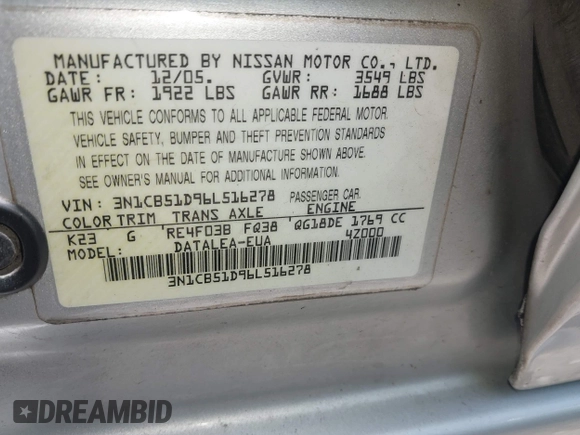 MANUFACTURED BY NISSAN MOTOR CO., LTD.
DATE: 12/05. GVWR: 3549 LBS
GAWR FR: 1922 LBS GAWR RR: 1688 LBS
THIS VEHICLE CONFORMS TO ALL APPLICABLE FEDERAL MOTOR
VEHICLE SAFETY, BUMPER AND THEFT PREVENTION STANDARDS
IN EFFECT ON THE DATE OF MANUFACTURE SHOWN ABOVE.
SEE OWNER'S MANUAL FOR ADDITIONAL INFORMATION.
VIN: 3N1CB51D96L516278 PASSENGER CAR.
COLOR TRIM TRANS AXLE ENGINE
K23 G RE4F03B FQ38 QG18DE 1769 CC
MODEL: DATALEA-EUA 4Z000
3N1CB51D96L516278
DREAMBID